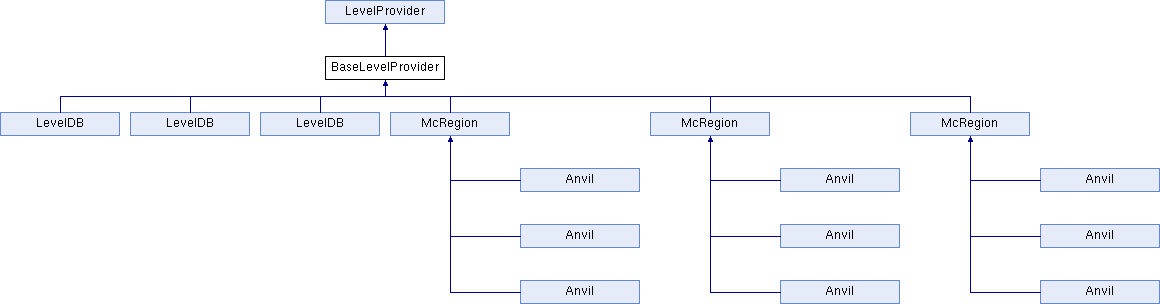 LevelProvider
BaseLevelProvider
LevelDB
LevelDB
LevelDB
McRegion
McRegion
McRegion
Anvil
Anvil
Anvil
Anvil
Anvil
Anvil
Anvil
Anvil
Anvil